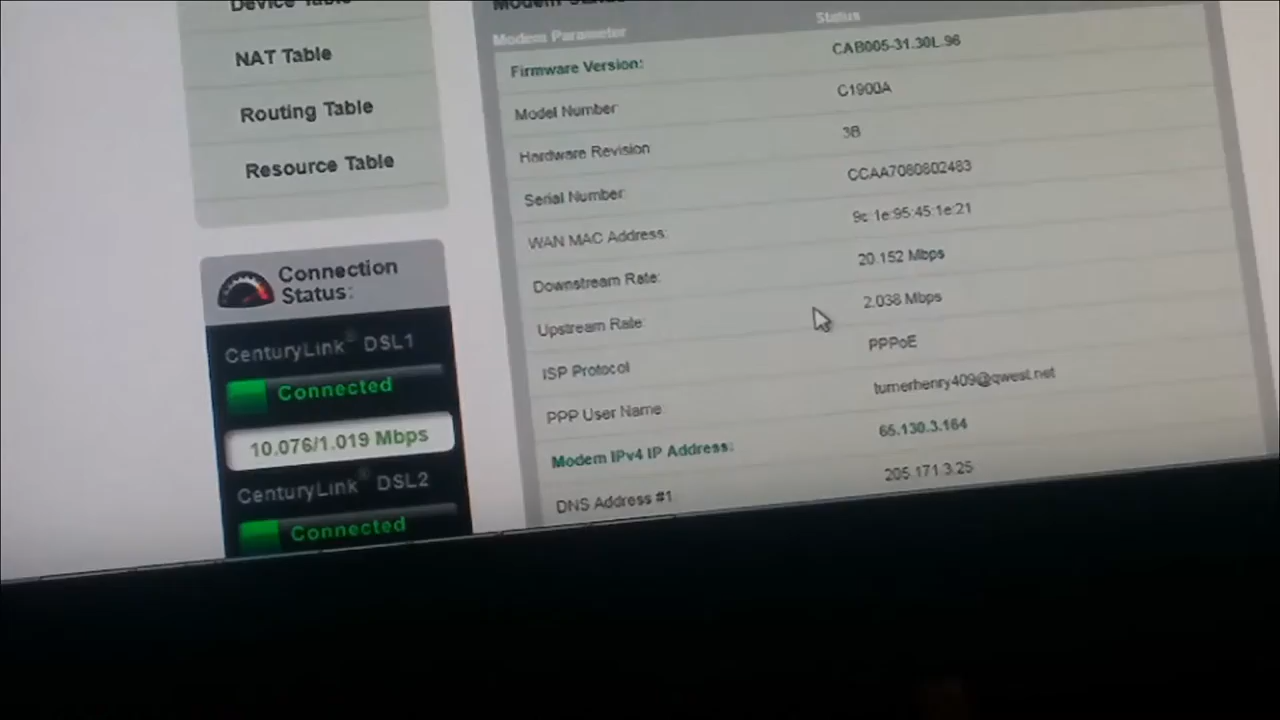 Device Table
NAT Table
Routing Table
Resource Table
Connection
Status:
CenturyLink® DSL1
Connected
10.076/1.019 Mbps
CenturyLink® DSL2
Connected
Modem Status
Modem Parameter Status
Firmware Version: CAB005-31.30L.96
Model Number C1900A
Hardware Revision 3B
Serial Number: CCAA7080802483
WAN MAC Address: 9c:1e:95:45:1e:21
Downstream Rate: 20.152 Mbps
Upstream Rate: 2.038 Mbps
ISP Protocol PPPoE
PPP User Name: turnerhenry409@qwest.net
Modem IPv4 IP Address: 65.130.3.164
DNS Address #1 205.171.3.25